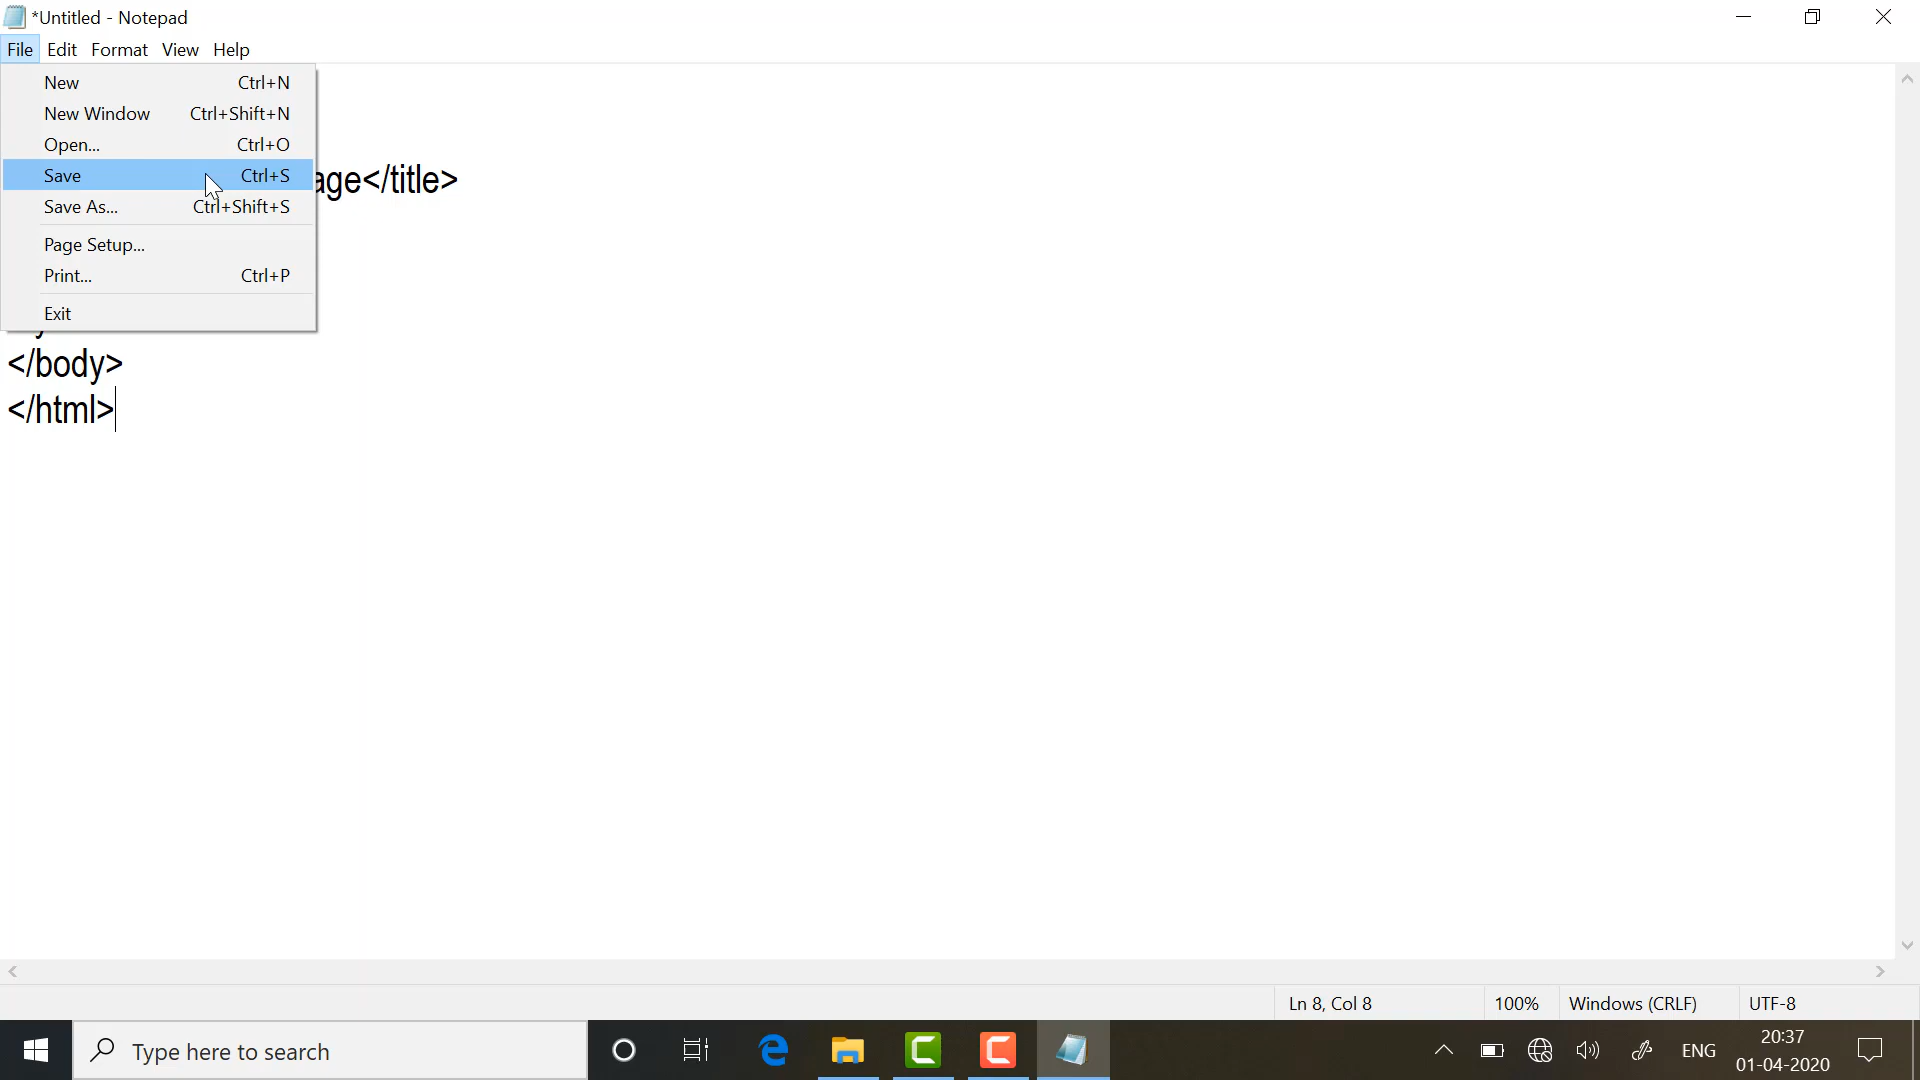 *Untitled - Notepad
File Edit Format View Help
New Ctrl+N
New Window Ctrl+Shift+N
Open... Ctrl+O
Save Ctrl+S
age</title>
Save As... Ctrl+Shift+S
Page Setup...
Print... Ctrl+P
Exit
</body>
</html>
Ln 8, Col 8 100% Windows (CRLF) UTF-8
Type here to search
ENG
20:37
01-04-2020